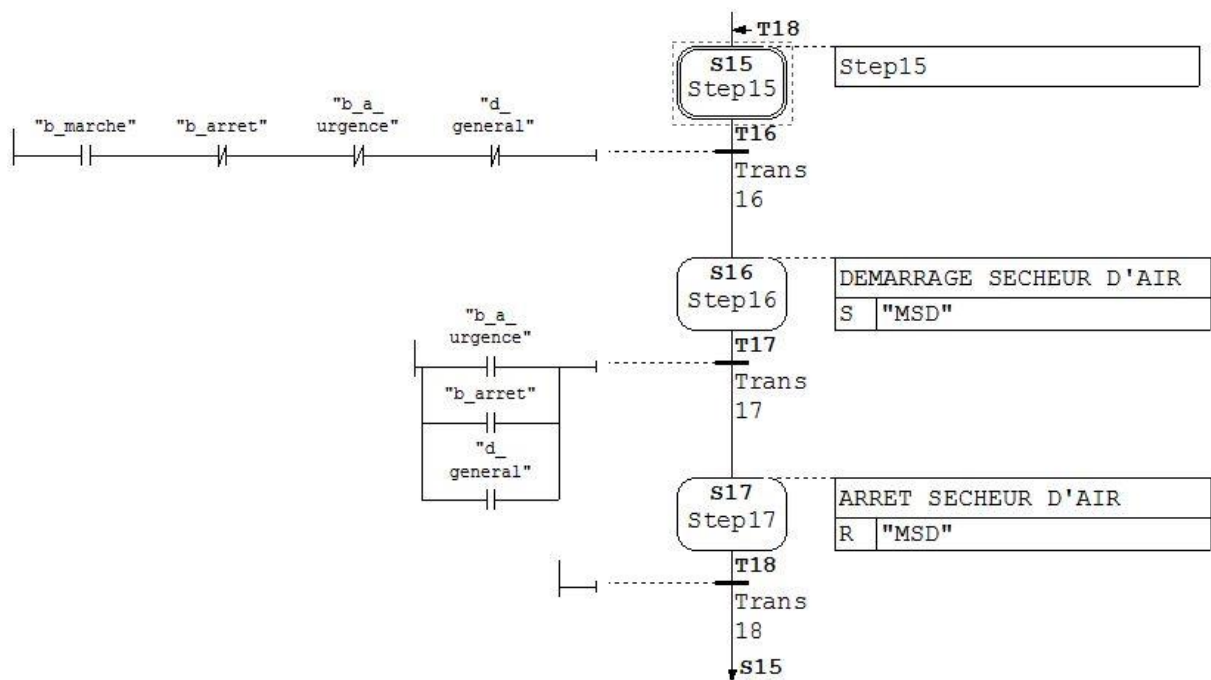 T18
S15
Step15
Step15
"b_marche"
"b_arret"
"b_a_
urgence"
"d_
general"
T16
Trans
16
S16
Step16
DEMARRAGE SECHEUR D'AIR
S "MSD"
"b_a_
urgence"
"b_arret"
"d_
general"
T17
Trans
17
S17
Step17
ARRET SECHEUR D'AIR
R "MSD"
T18
Trans
18
S15